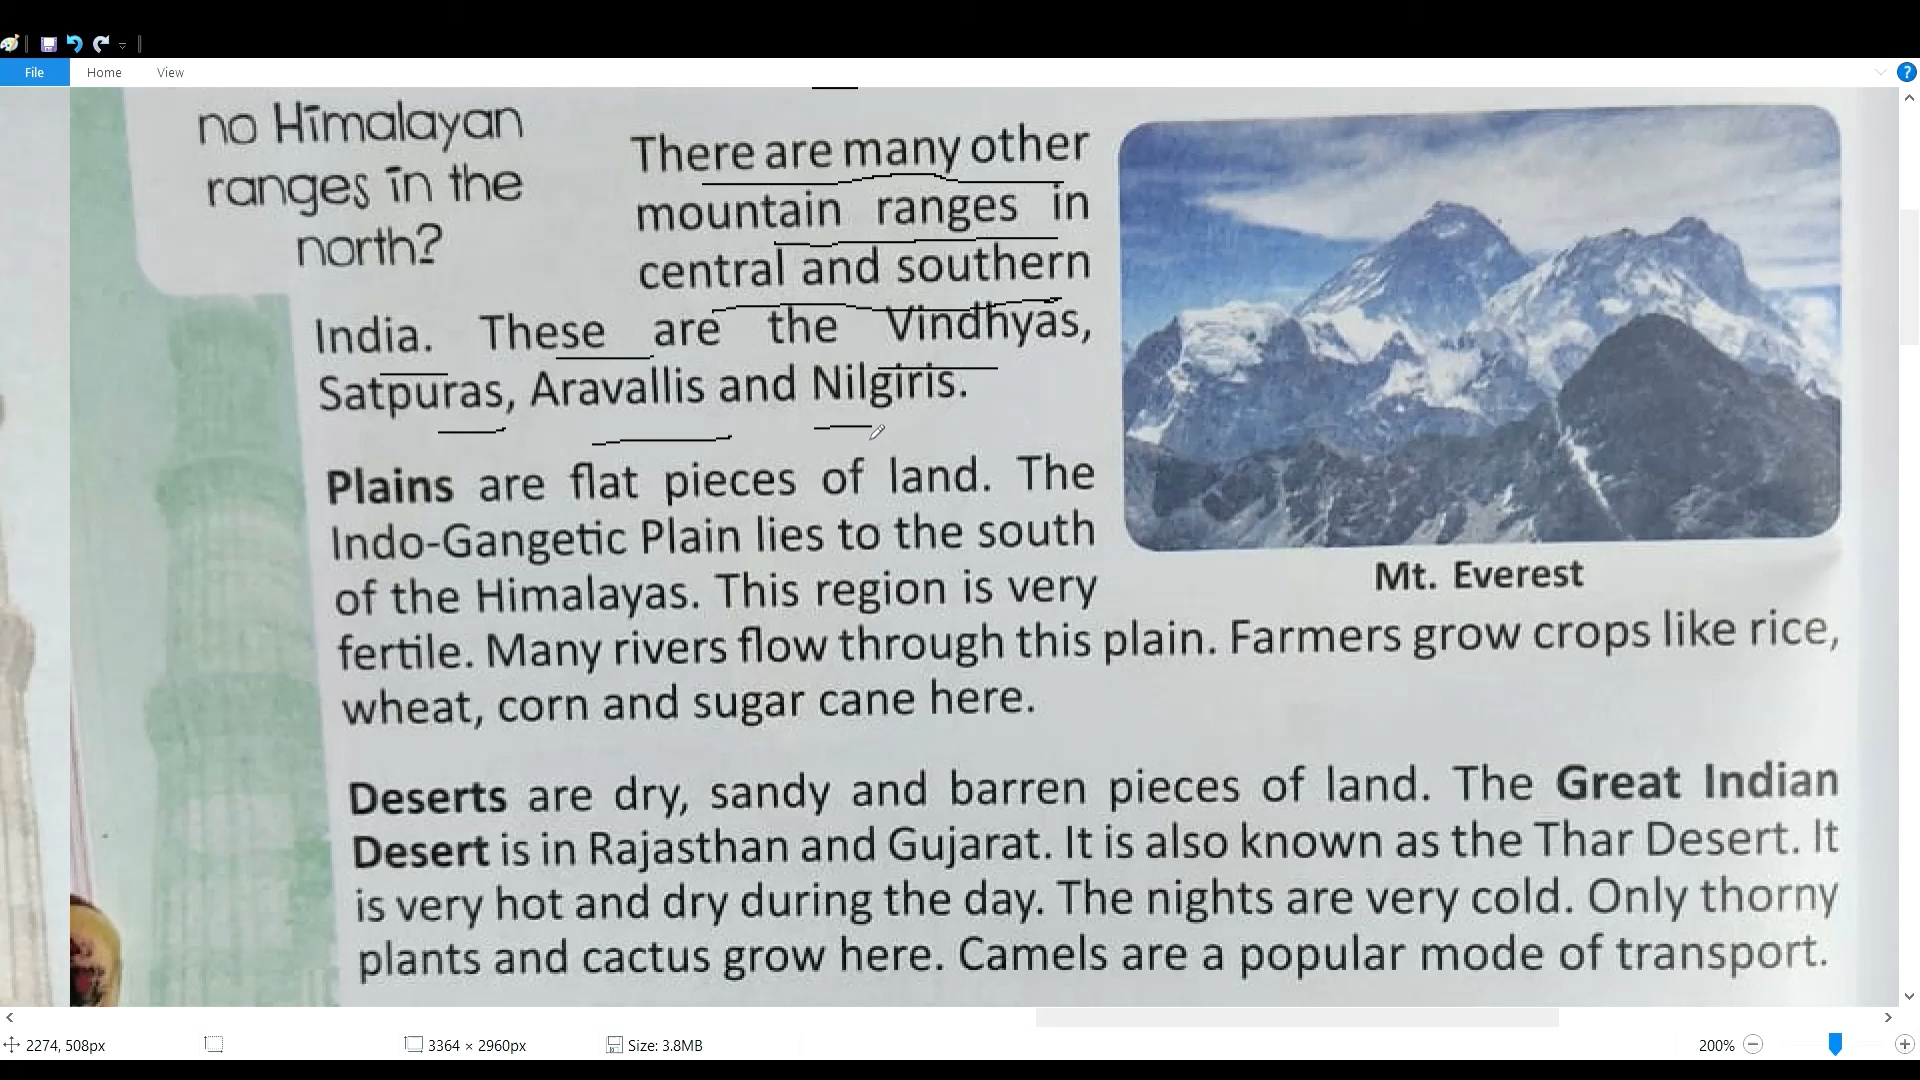 File Home View
no Himalayan
ranges in the
north?
There are many other
mountain ranges in
central and southern
India. These are the Vindhyas,
Satpuras, Aravallis and Nilgiris.
Plains are flat pieces of land. The
Indo-Gangetic Plain lies to the south
of the Himalayas. This region is very
fertile. Many rivers flow through this plain. Farmers grow crops like rice,
wheat, corn and sugar cane here.
Mt. Everest
Deserts are dry, sandy and barren pieces of land. The Great Indian
Desert is in Rajasthan and Gujarat. It is also known as the Thar Desert. It
is very hot and dry during the day. The nights are very cold. Only thorny
plants and cactus grow here. Camels are a popular mode of transport.
2274, 508px 3364 × 2960px Size: 3.8MB 200%